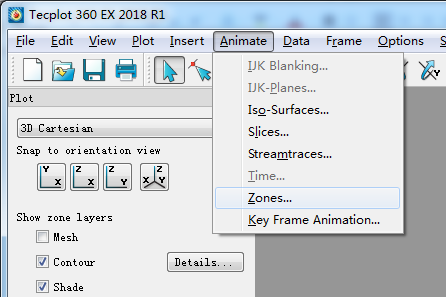 Tecplot 360 EX 2018 R1
File Edit View Plot Insert Animate Data Frame Options S
IJK Blanking...
IJK-Planes...
Iso-Surfaces...
Slices...
Streamtraces...
Time...
Zones...
Key Frame Animation...
Plot
3D Cartesian
Snap to orientation view
Y X Z X Z Y Z X Y
Show zone layers
Mesh
Contour Details...
Shade